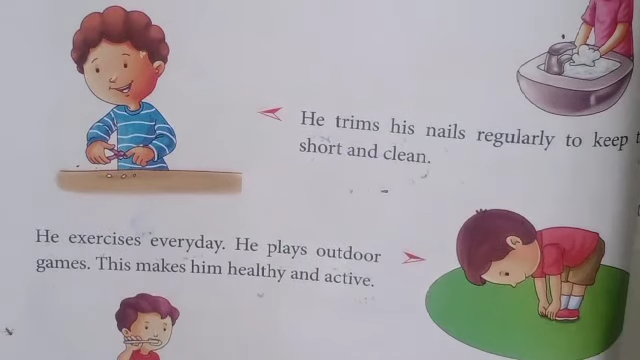 He trims his nails regularly to keep
short and clean.
He exercises everyday. He plays outdoor
games. This makes him healthy and active.